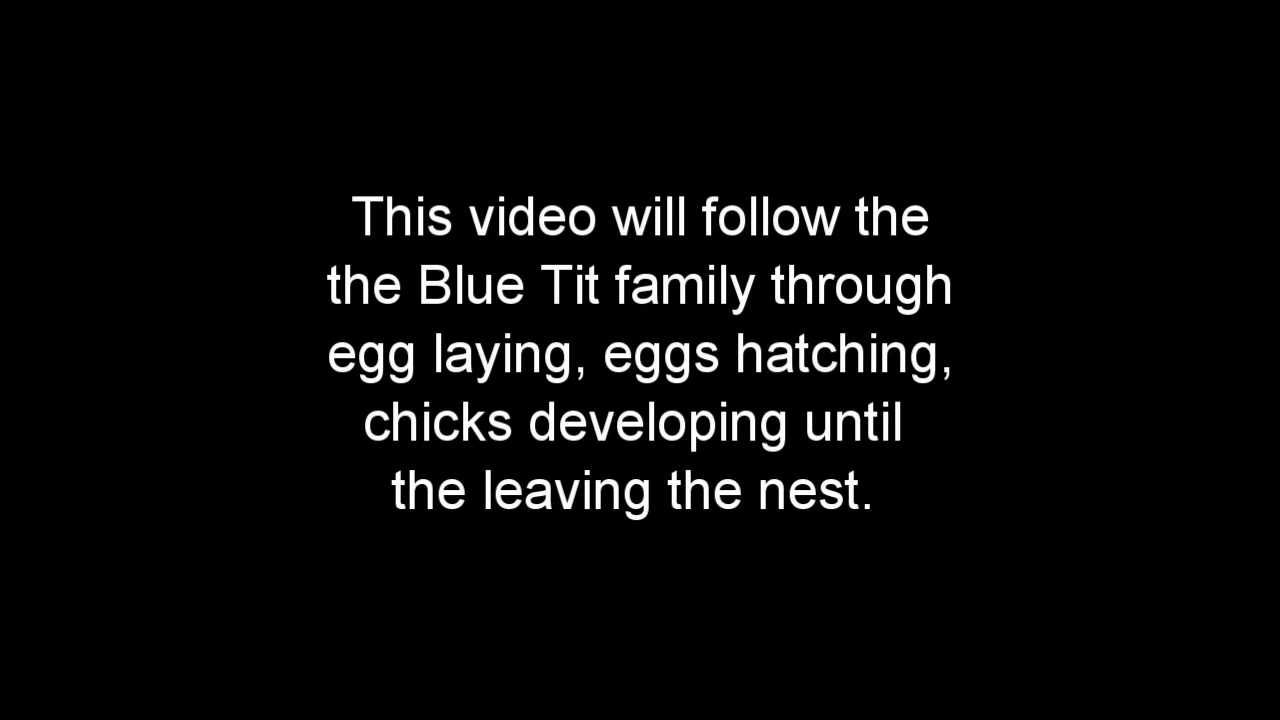 This video will follow the
the Blue Tit family through
egg laying, eggs hatching,
chicks developing until
the leaving the nest.